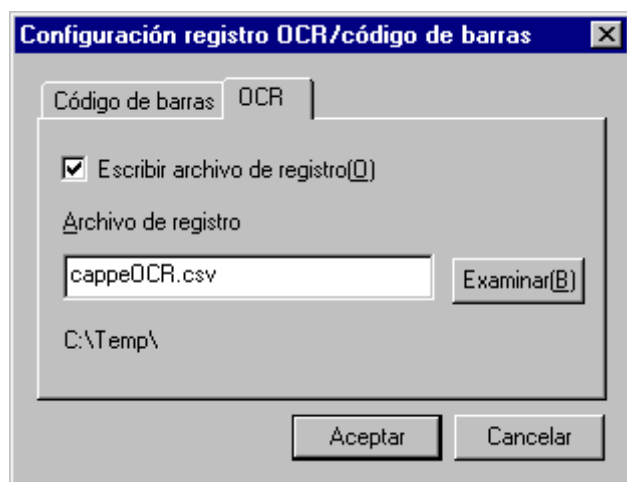 Configuración registro OCR/código de barras
Código de barras OCR
Escribir archivo de registro(O)
Archivo de registro
cappeOCR.csv Examinar(B)
C:\Temp\
Aceptar Cancelar